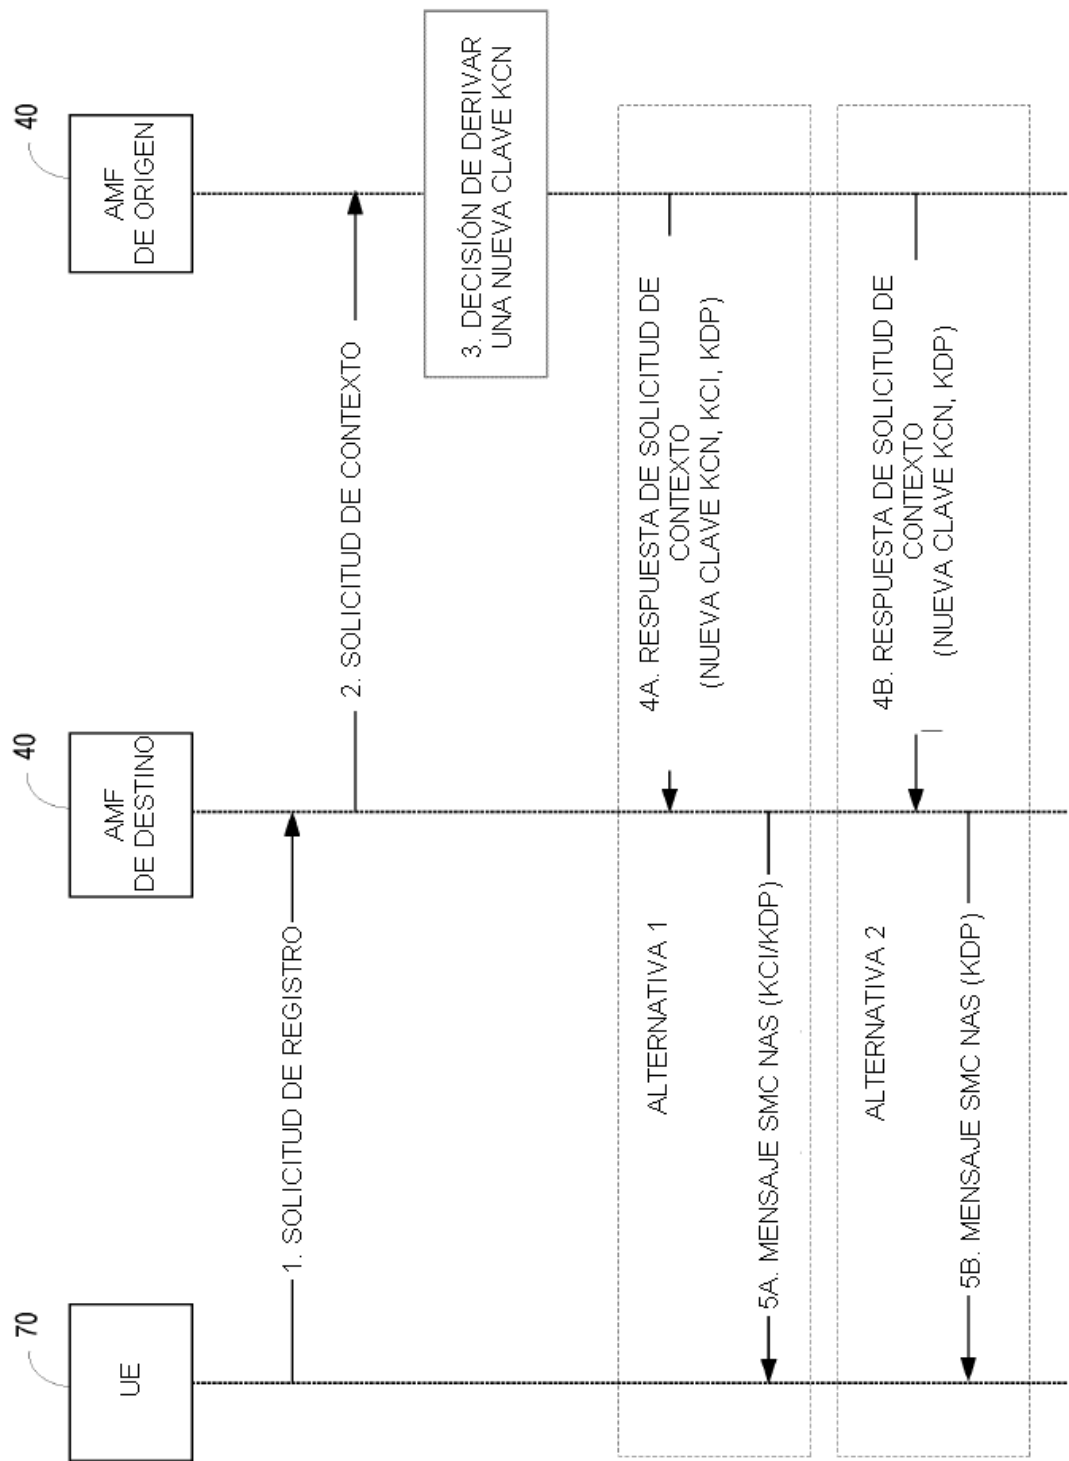 70
UE
40
AMF
DE DESTINO
40
AMF
DE ORIGEN
1. SOLICITUD DE REGISTRO
2. SOLICITUD DE CONTEXTO
3. DECISIÓN DE DERIVAR
UNA NUEVA CLAVE KCN
ALTERNATIVA 1
4A. RESPUESTA DE SOLICITUD DE
CONTEXTO
(NUEVA CLAVE KCN, KCI, KDP)
5A. MENSAJE SMC NAS (KCI/KDP)
ALTERNATIVA 2
4B. RESPUESTA DE SOLICITUD DE
CONTEXTO
(NUEVA CLAVE KCN, KDP)
5B. MENSAJE SMC NAS (KDP)